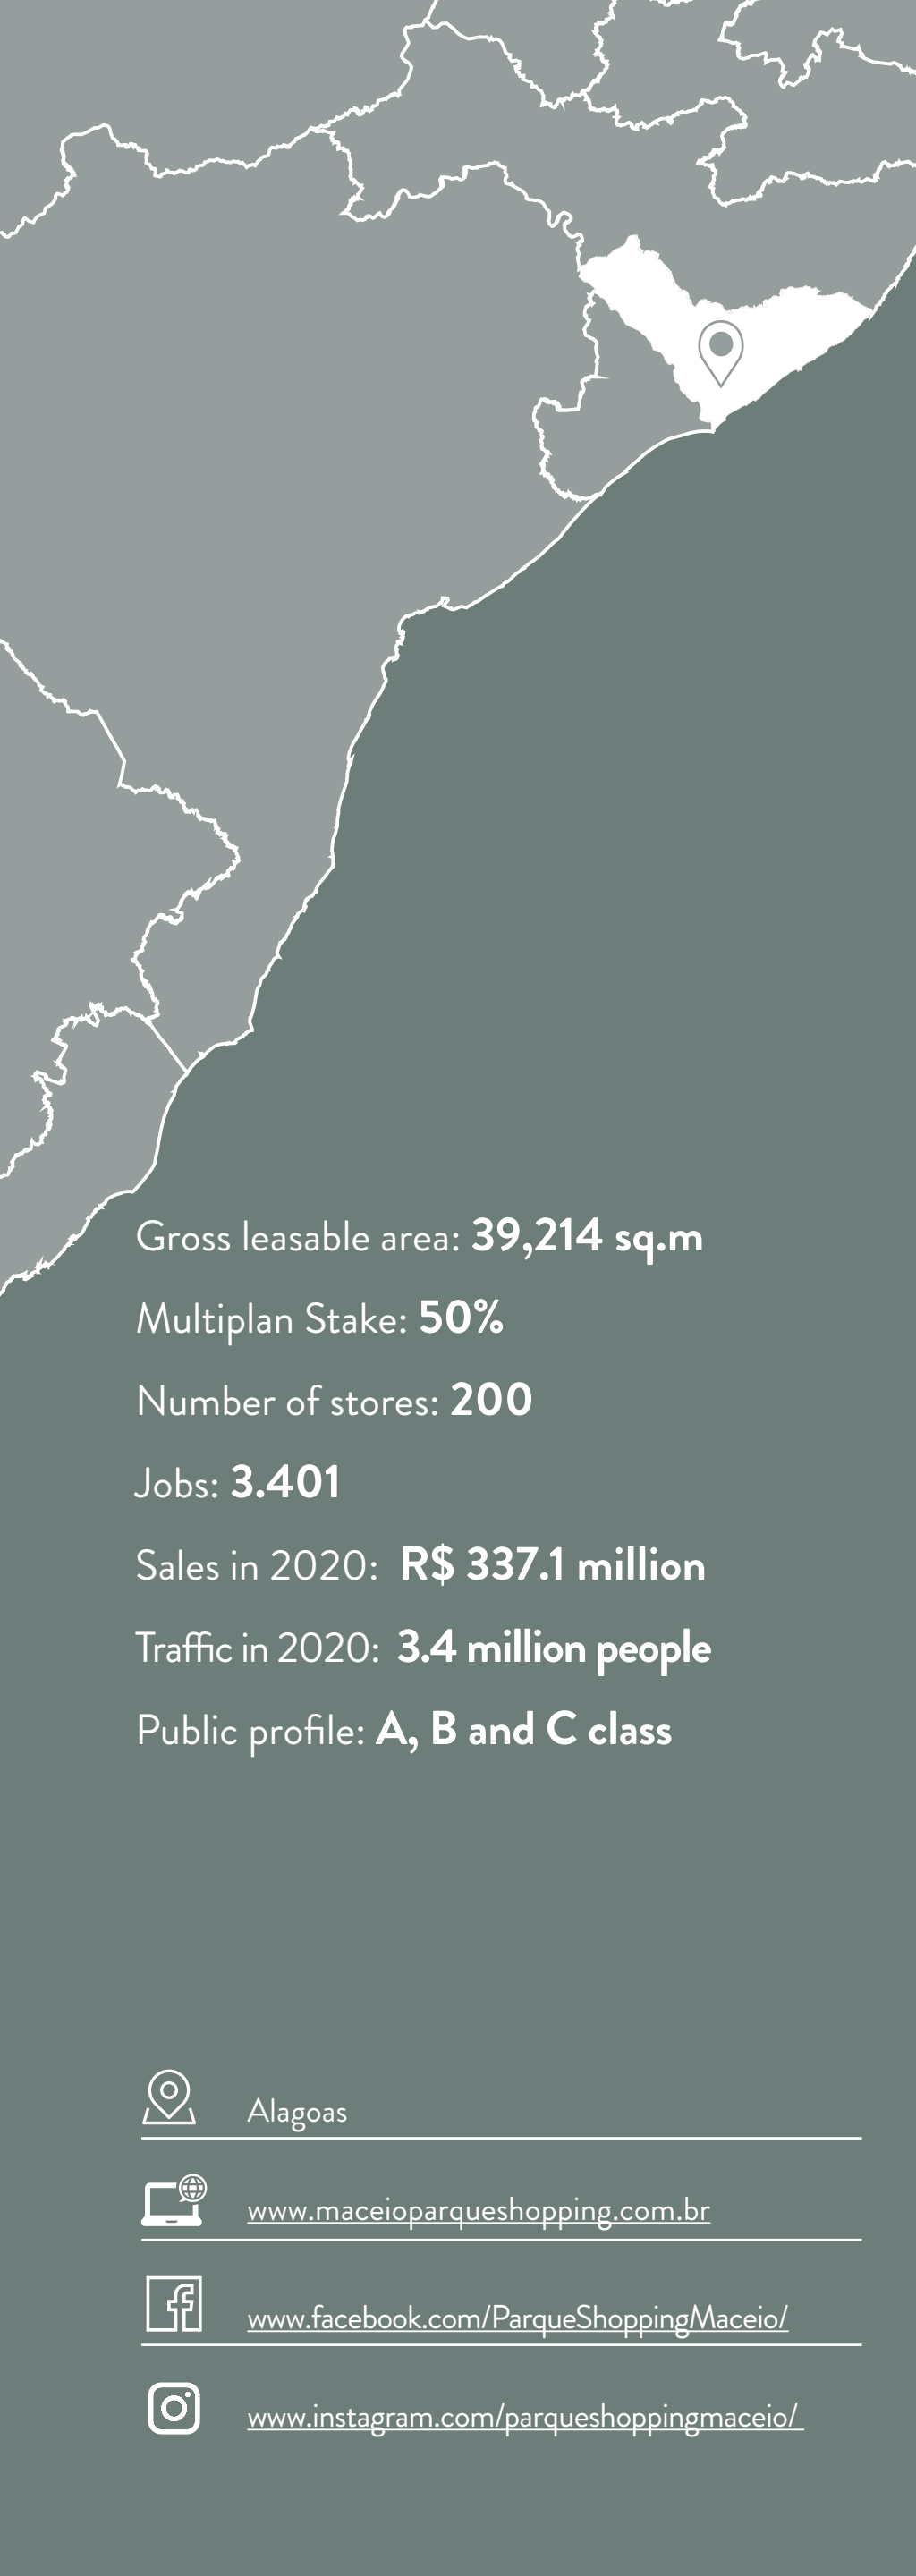 Gross leasable area: 39,214 sq.m
Multiplan Stake: 50%
Number of stores: 200
Jobs: 3.401
Sales in 2020: R$ 337.1 million
Traffic in 2020: 3.4 million people
Public profile: A, B and C class
Alagoas
www.maceioparqueshopping.com.br
www.facebook.com/ParqueShoppingMaceio/
www.instagram.com/parqueshoppingmaceio/